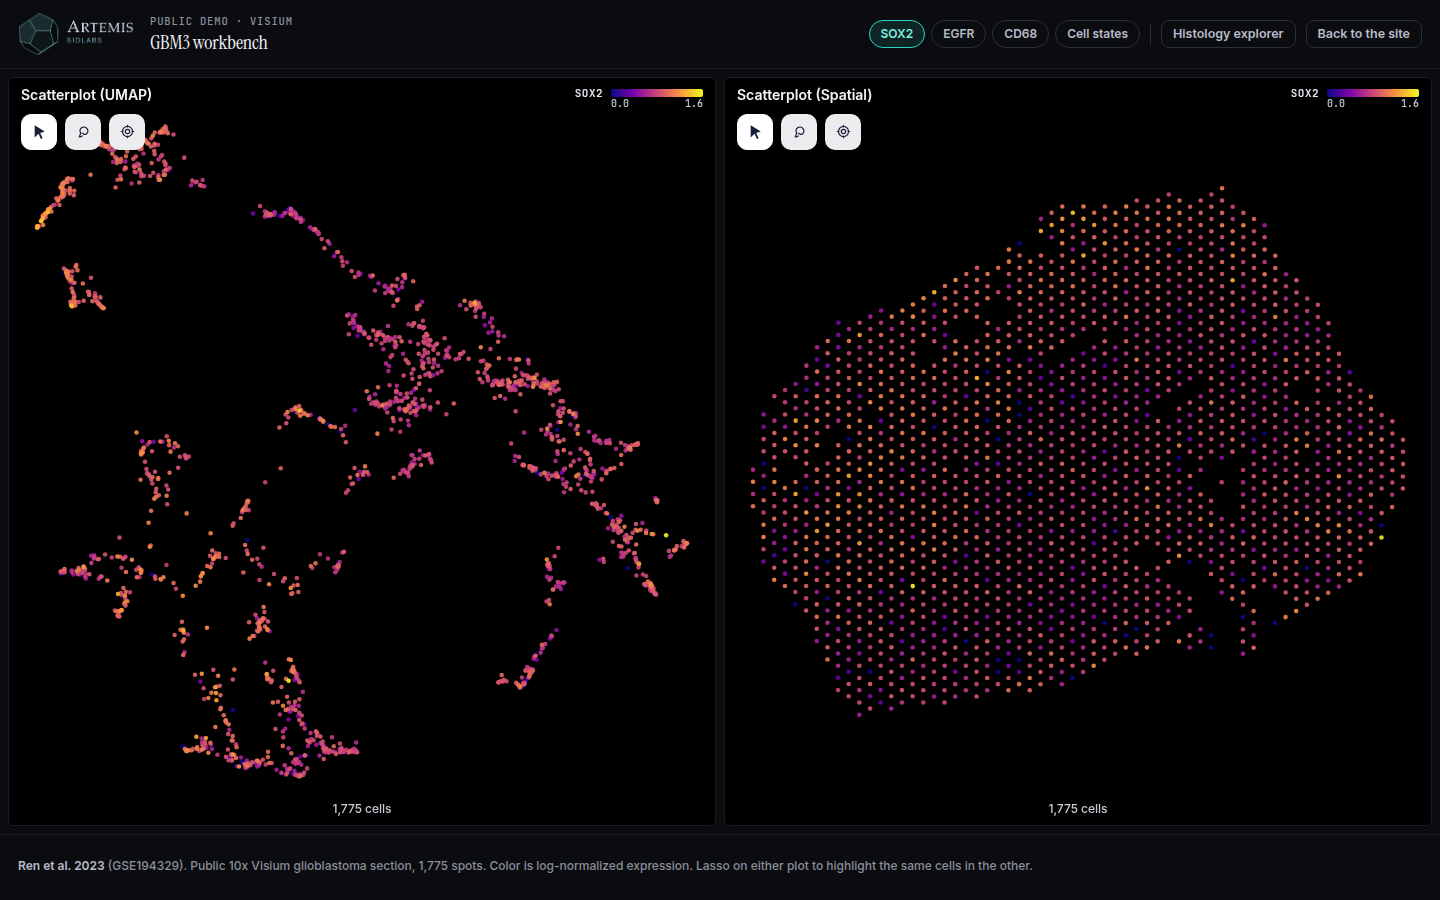 ARTEMIS
BIOLABS
PUBLIC DEMO · VISIUM
GBM3 workbench
SOX2
EGFR
CD68
Cell states
Histology explorer
Back to the site
Scatterplot (UMAP)
SOX2
0.0 1.6
1,775 cells
Scatterplot (Spatial)
SOX2
0.0 1.6
1,775 cells
Ren et al. 2023 (GSE194329). Public 10x Visium glioblastoma section, 1,775 spots. Color is log-normalized expression. Lasso on either plot to highlight the same cells in the other.